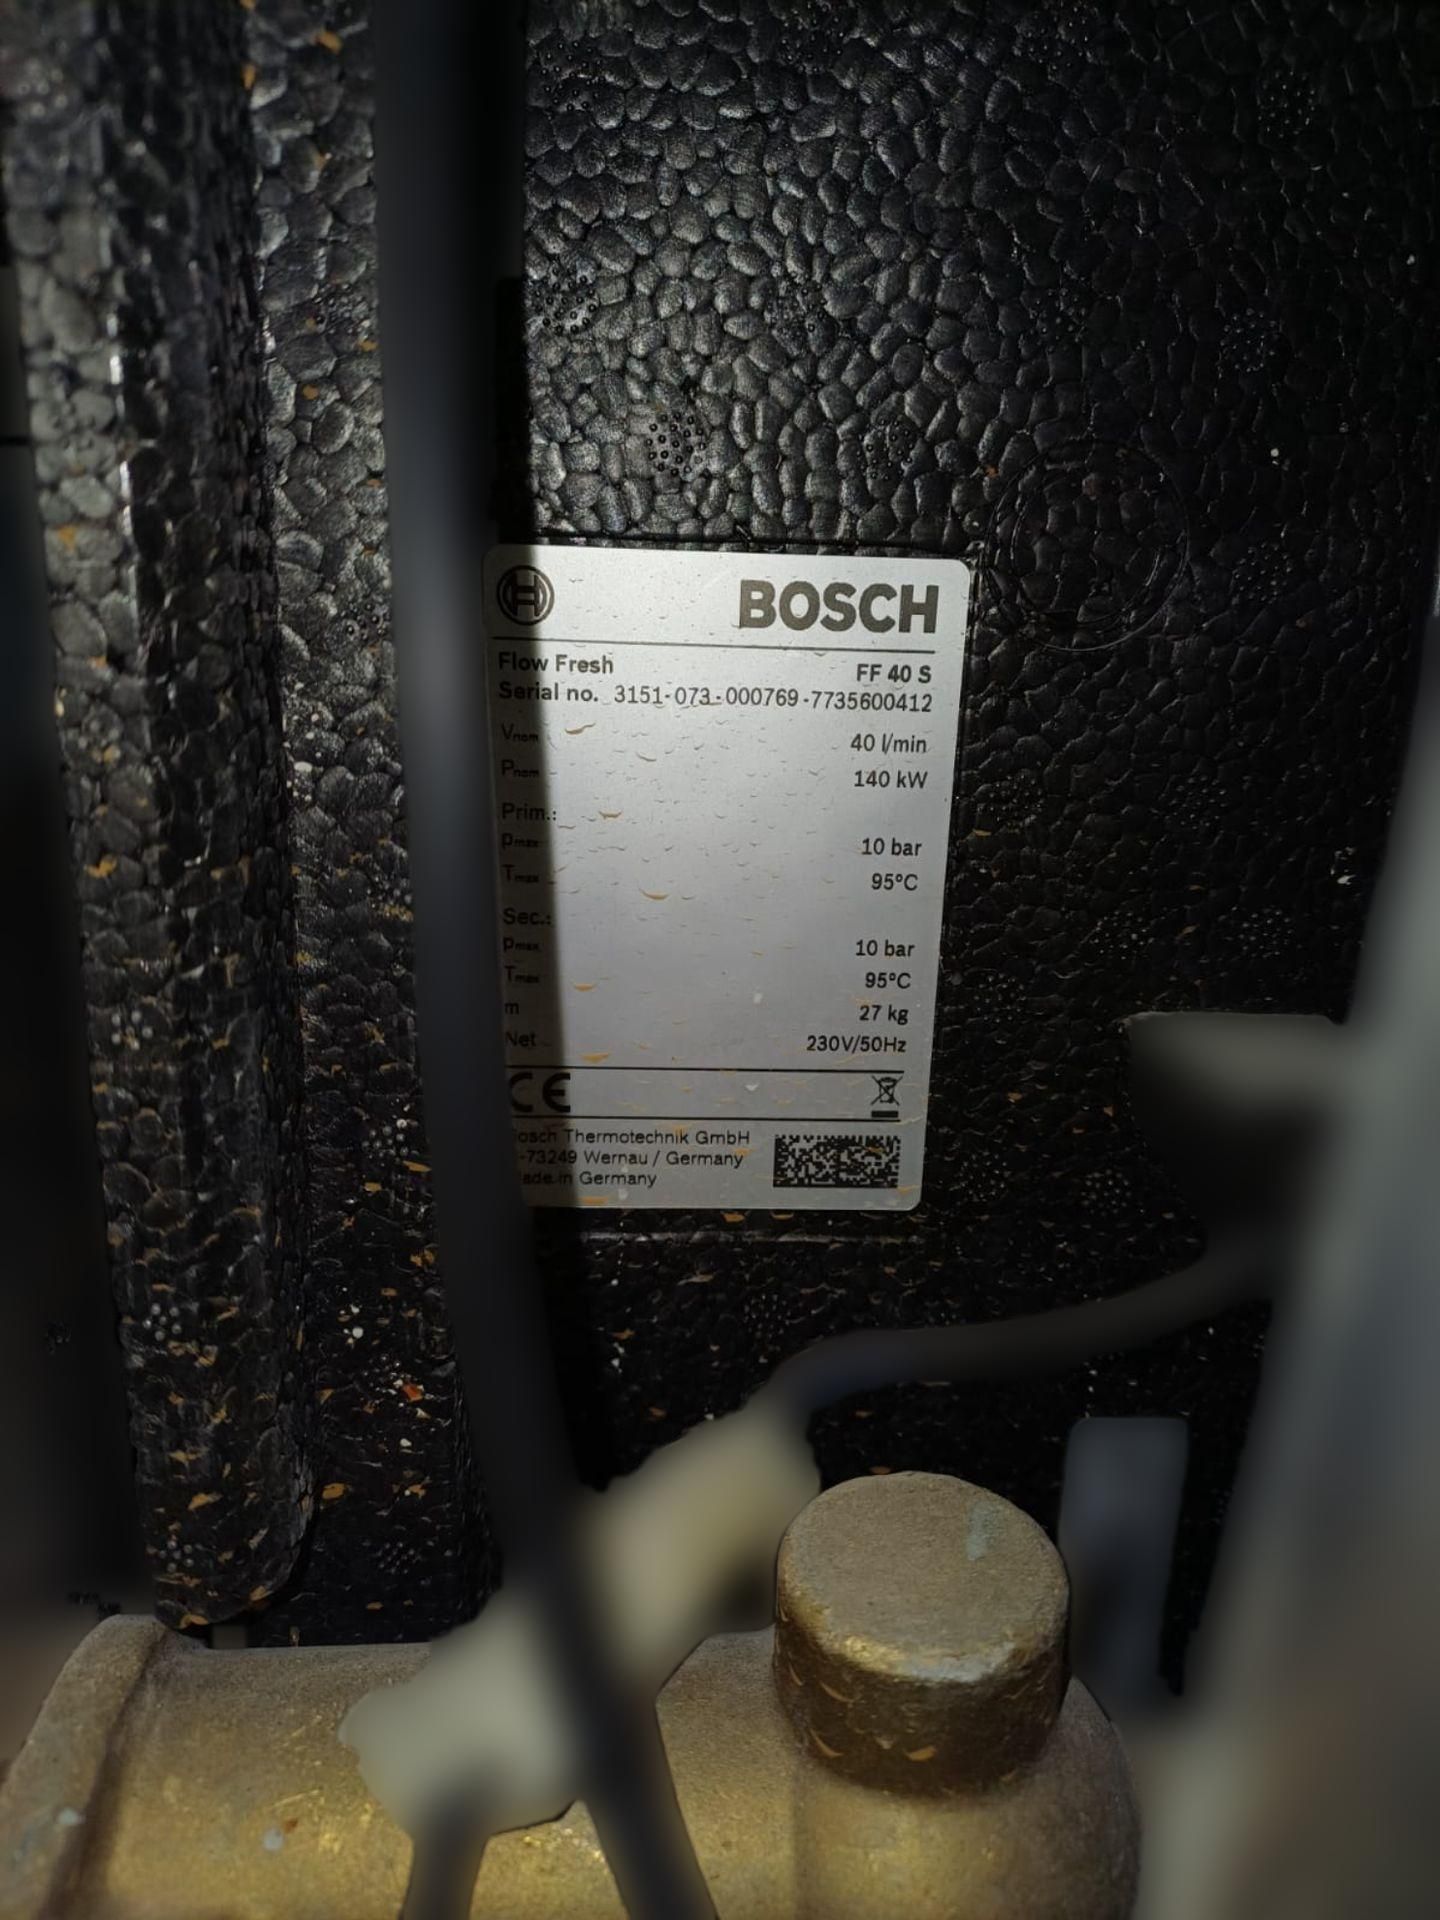 BOSCH
Flow Fresh FF 40 S
Serial no. 3151-073-000769-7735600412
Vnom 40 l/min
Pnom 140 kW
Prim.:
pmax 10 bar
Tmax 95°C
Sec.:
pmax 10 bar
Tmax 95°C
m 27 kg
Net 230V/50Hz
CE
osch Thermotechnik GmbH
-73249 Wernau / Germany
ade in Germany